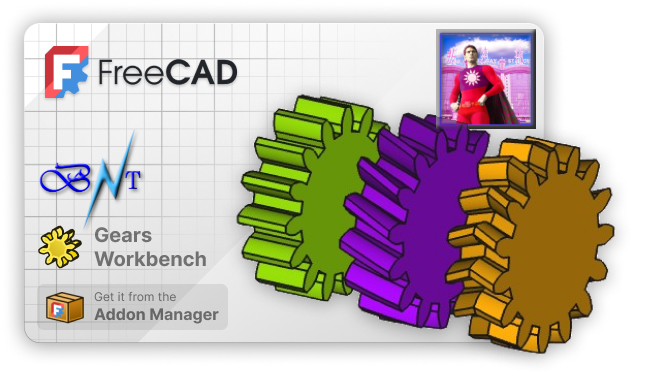 FreeCAD
BNT
Gears
Workbench
Get it from the
Addon Manager